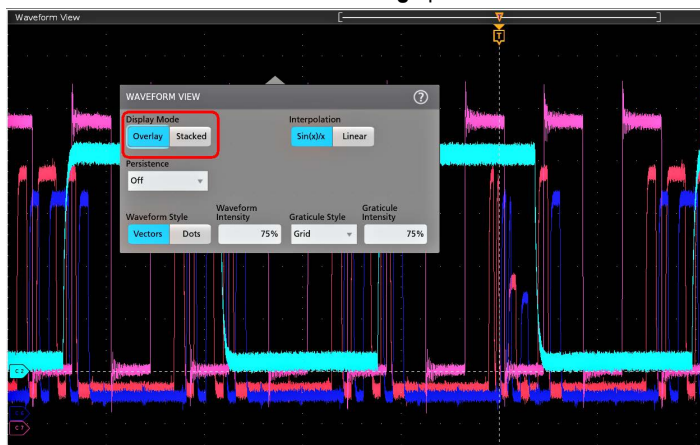 Waveform View
T
WAVEFORM VIEW ?
Display Mode Interpolation
Overlay Stacked Sin(x)/x Linear
Persistence
Off
Waveform Style Waveform Intensity Graticule Style Graticule Intensity
Vectors Dots 75% Grid 75%
C 2